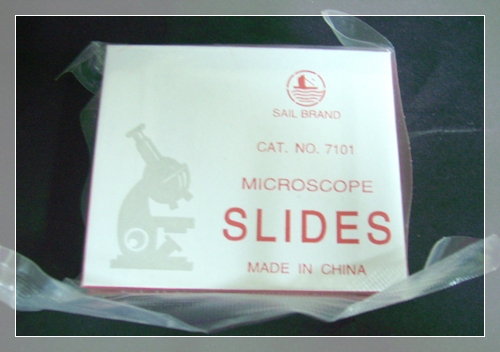 SAIL BRAND
CAT. NO. 7101
MICROSCOPE
SLIDES
MADE IN CHINA